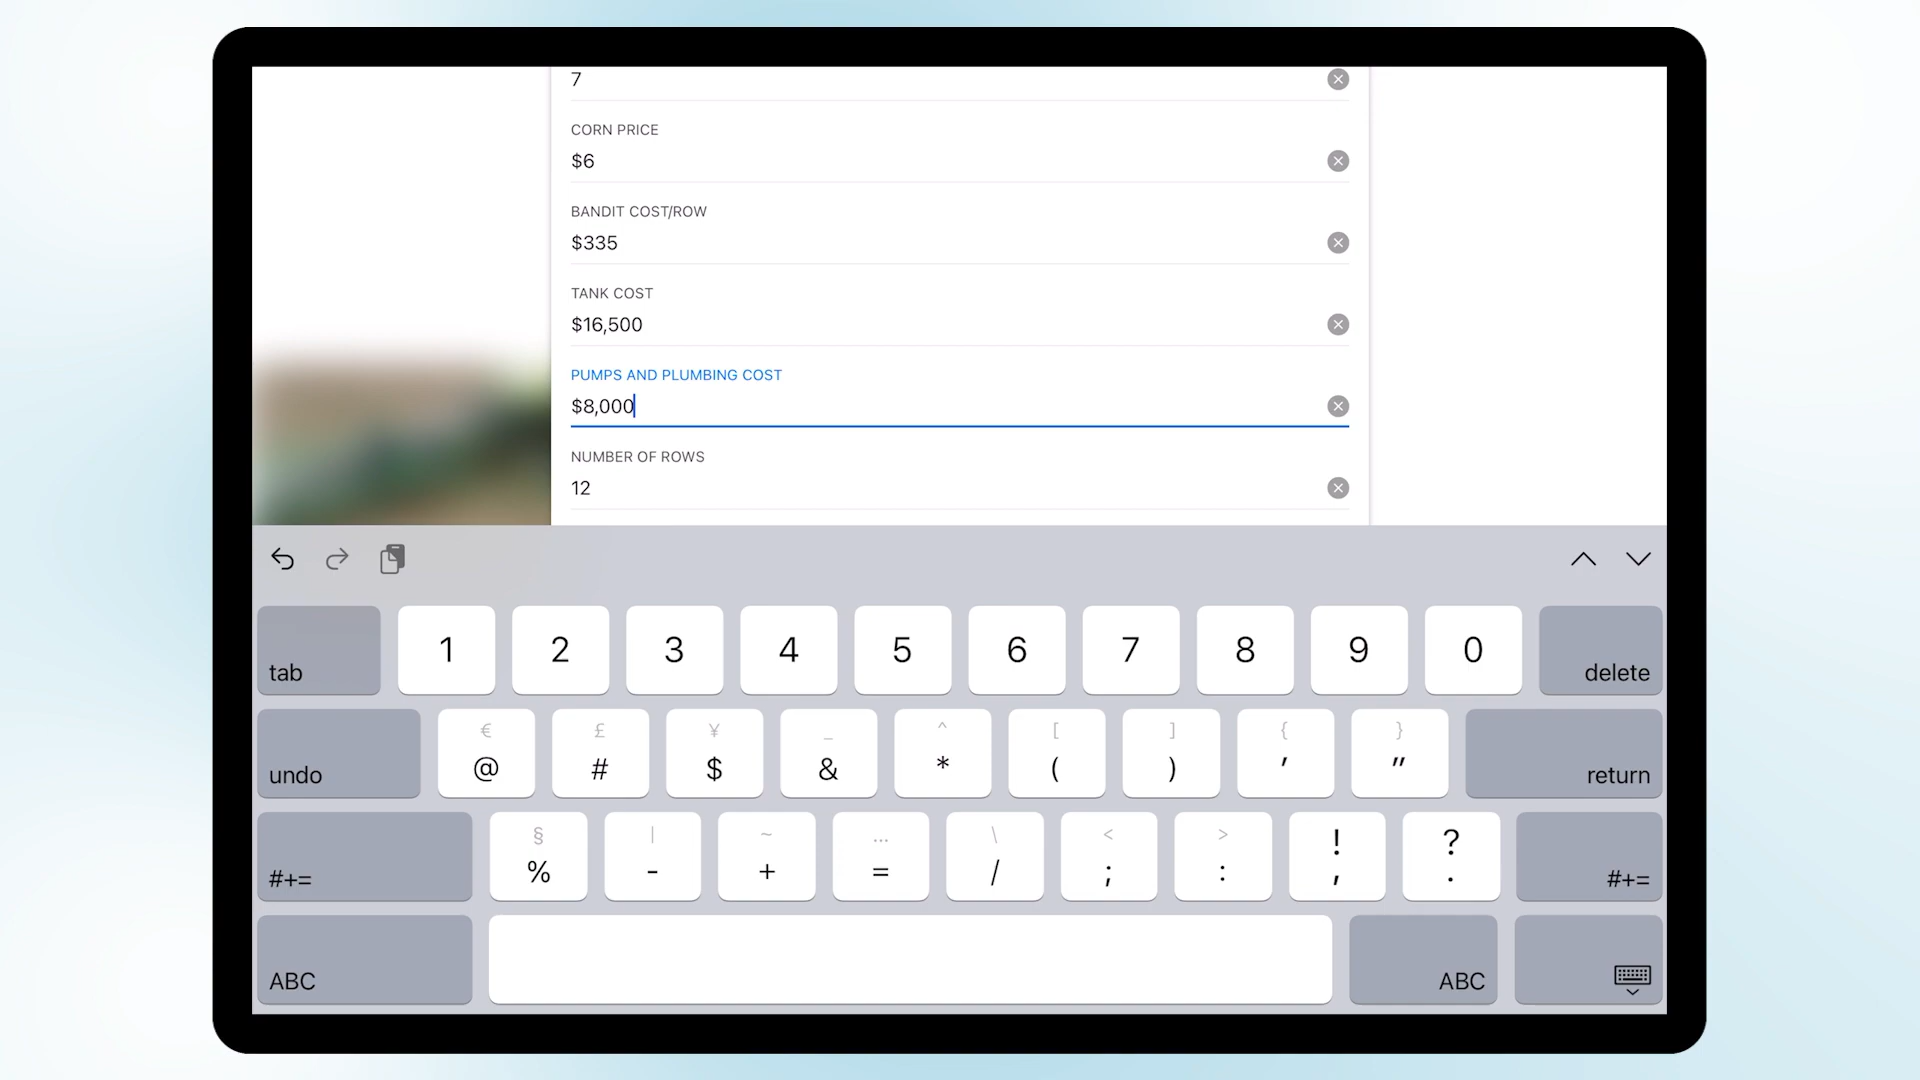 7
CORN PRICE
$6
BANDIT COST/ROW
$335
TANK COST
$16,500
PUMPS AND PLUMBING COST
$8,000
NUMBER OF ROWS
12
tab 1 2 3 4 5 6 7 8 9 0 delete
€ £ ¥ _ ^ [ ] { }
undo @ # $ & * ( ) ' " return
§ | ~ … \ < > ! ?
#+= % - + = / ; : , . #+=
ABC ABC